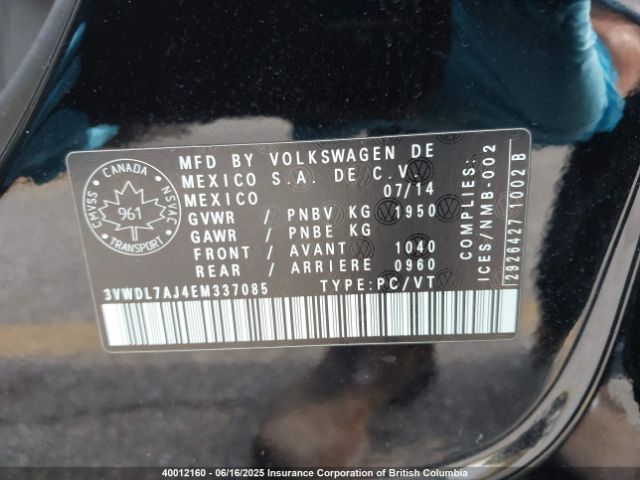 CANADA
CMVSS
NSVAC
961
TRANSPORT
MFD BY VOLKSWAGEN DE
MEXICO S.A. DE C.V.
MEXICO 07/14
GVWR / PNBV KG 1950
GAWR / PNBE KG
FRONT / AVANT 1040
REAR / ARRIERE 0960
3VWDL7AJ4EM337085 TYPE:PC/VT
COMPLIES:
ICES/NMB-002
2926427 1002 B
40012160 - 06/16/2025 Insurance Corporation of British Columbia